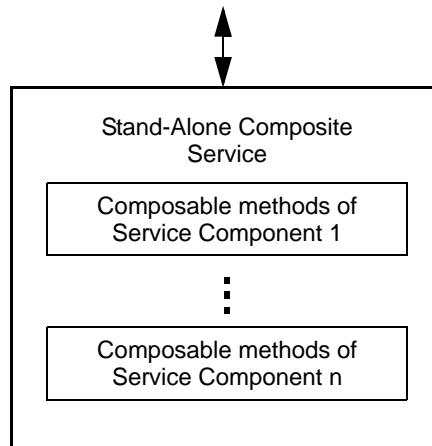 Stand-Alone Composite
Service
Composable methods of
Service Component 1
Composable methods of
Service Component n